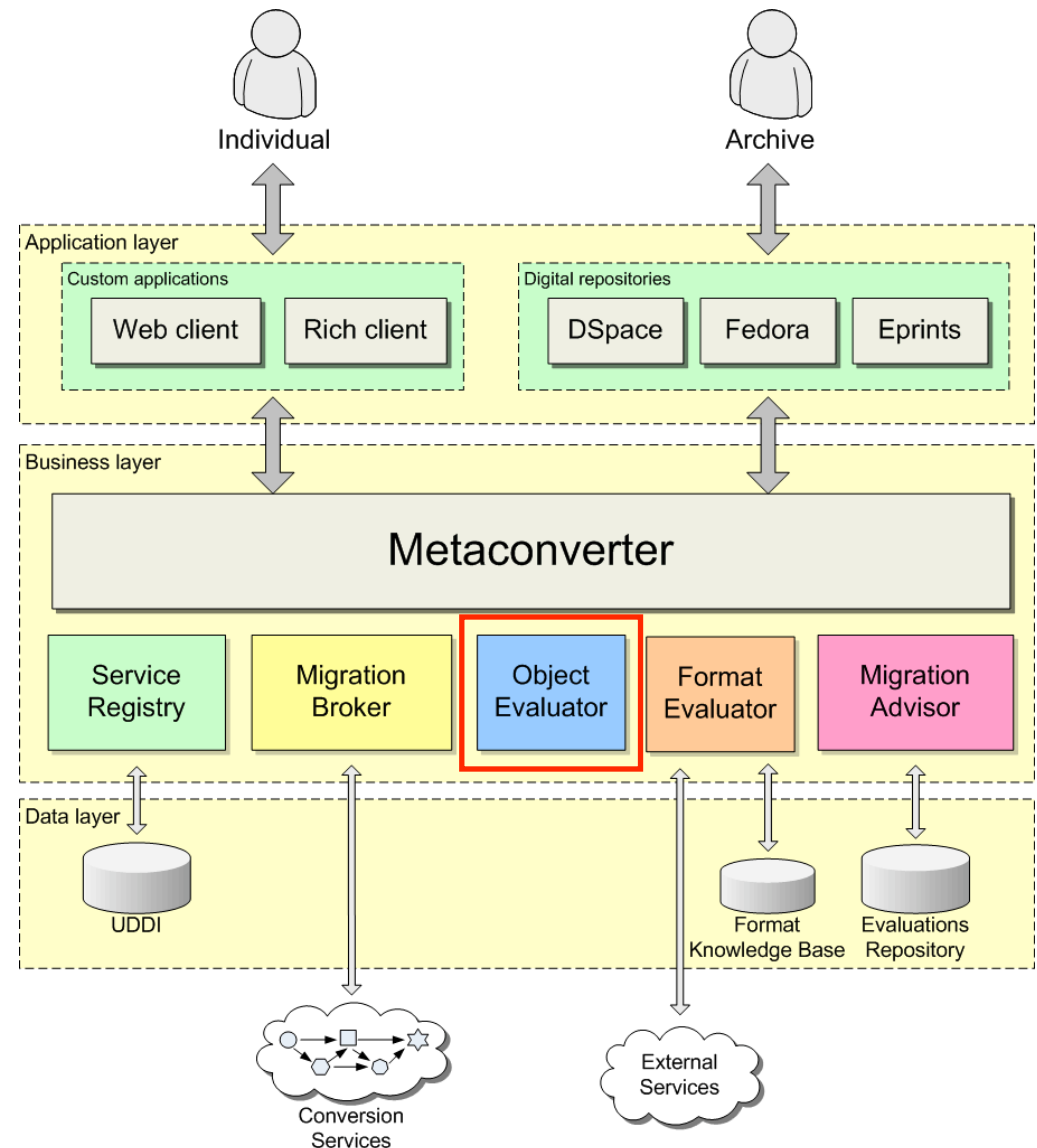 Individual
Archive
Application layer
Custom applications
Digital repositories
Web client
Rich client
DSpace
Fedora
Eprints
Business layer
Metaconverter
Service
Registry
Migration
Broker
Object
Evaluator
Format
Evaluator
Migration
Advisor
Data layer
UDDI
Format
Knowledge Base
Evaluations
Repository
Conversion
Services
External
Services